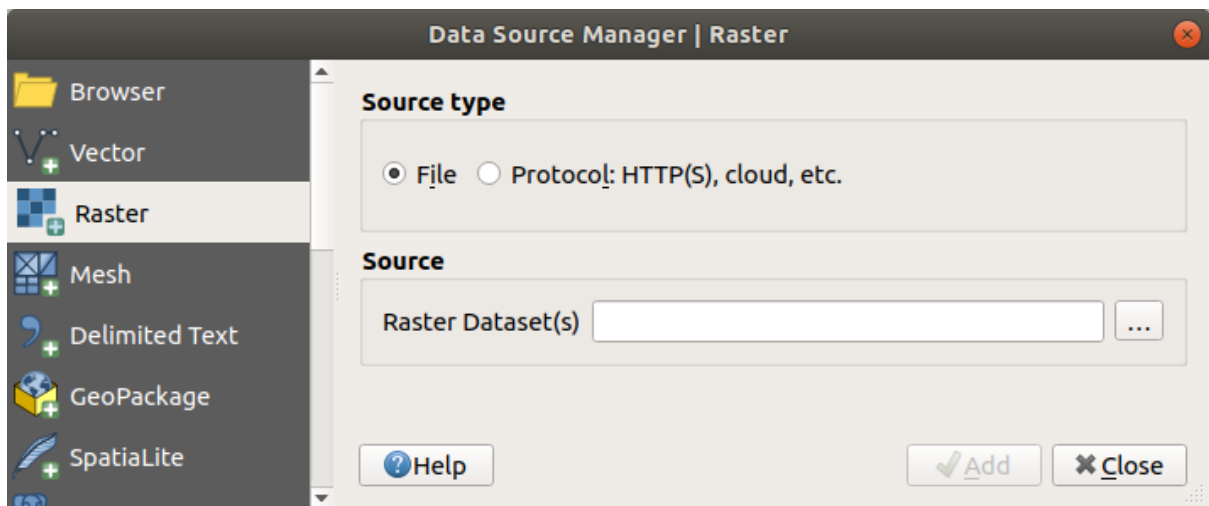 Data Source Manager | Raster
Browser
Vector
Raster
Mesh
Delimited Text
GeoPackage
SpatiaLite
Source type
File Protocol: HTTP(S), cloud, etc.
Source
Raster Dataset(s) ...
Help Add Close